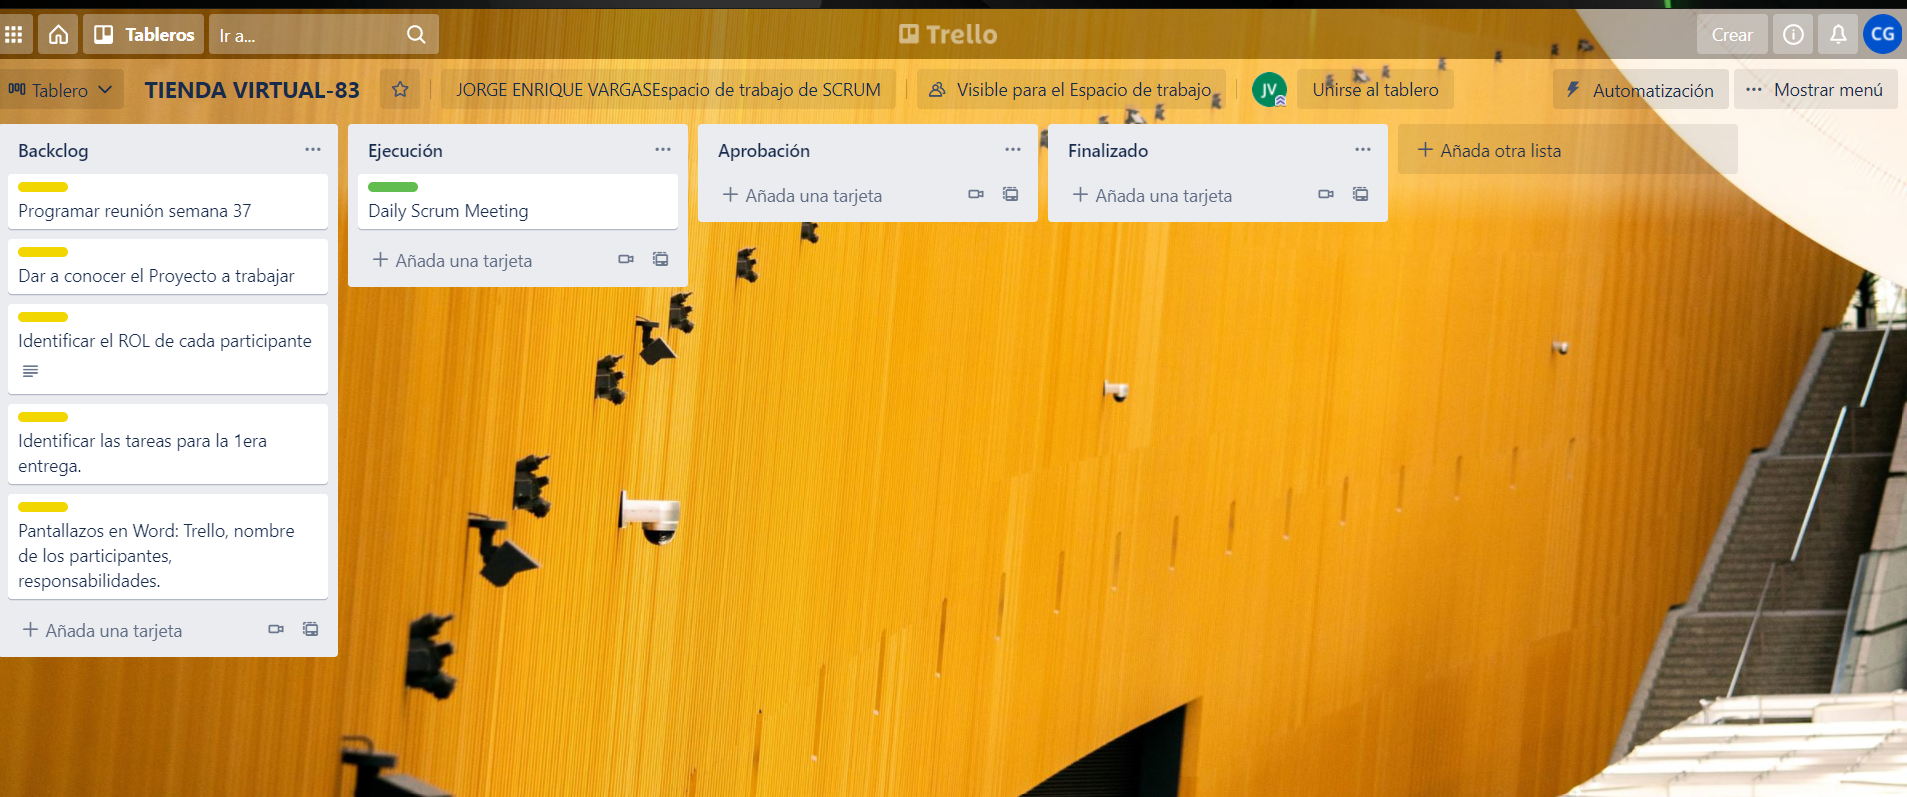 Tableros
Ir a...
Trello
Crear
CG
Tablero
TIENDA VIRTUAL-83
JORGE ENRIQUE VARGASEspacio de trabajo de SCRUM
Visible para el Espacio de trabajo
JV
Unirse al tablero
Automatización
Mostrar menú
Backclog
Programar reunión semana 37
Dar a conocer el Proyecto a trabajar
Identificar el ROL de cada participante
Identificar las tareas para la 1era
entrega.
Pantallazos en Word: Trello, nombre
de los participantes,
responsabilidades.
Añada una tarjeta
Ejecución
Daily Scrum Meeting
Añada una tarjeta
Aprobación
Añada una tarjeta
Finalizado
Añada una tarjeta
Añada otra lista